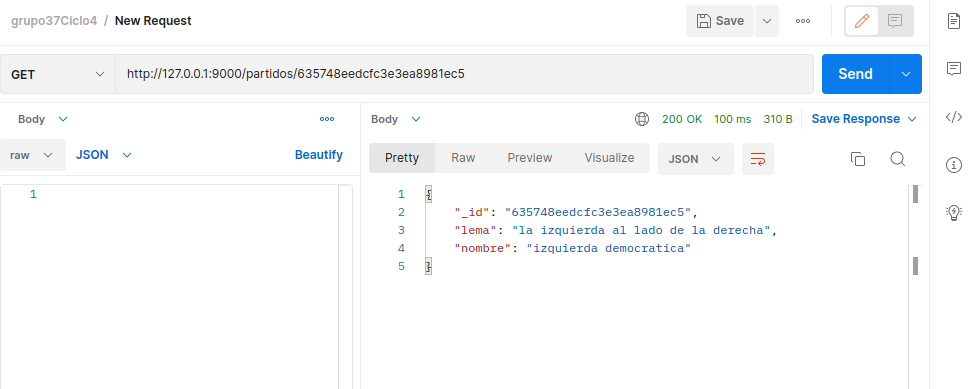 grupo37Ciclo4 / New Request
Save
GET
http://127.0.0.1:9000/partidos/635748eedcfc3e3ea8981ec5
Send
Body
raw
JSON
Beautify
1
Body
200 OK 100 ms 310 B
Save Response
Pretty Raw Preview Visualize
JSON
1 {
2 "_id": "635748eedcfc3e3ea8981ec5",
3 "lema": "la izquierda al lado de la derecha",
4 "nombre": "izquierda democratica"
5 }